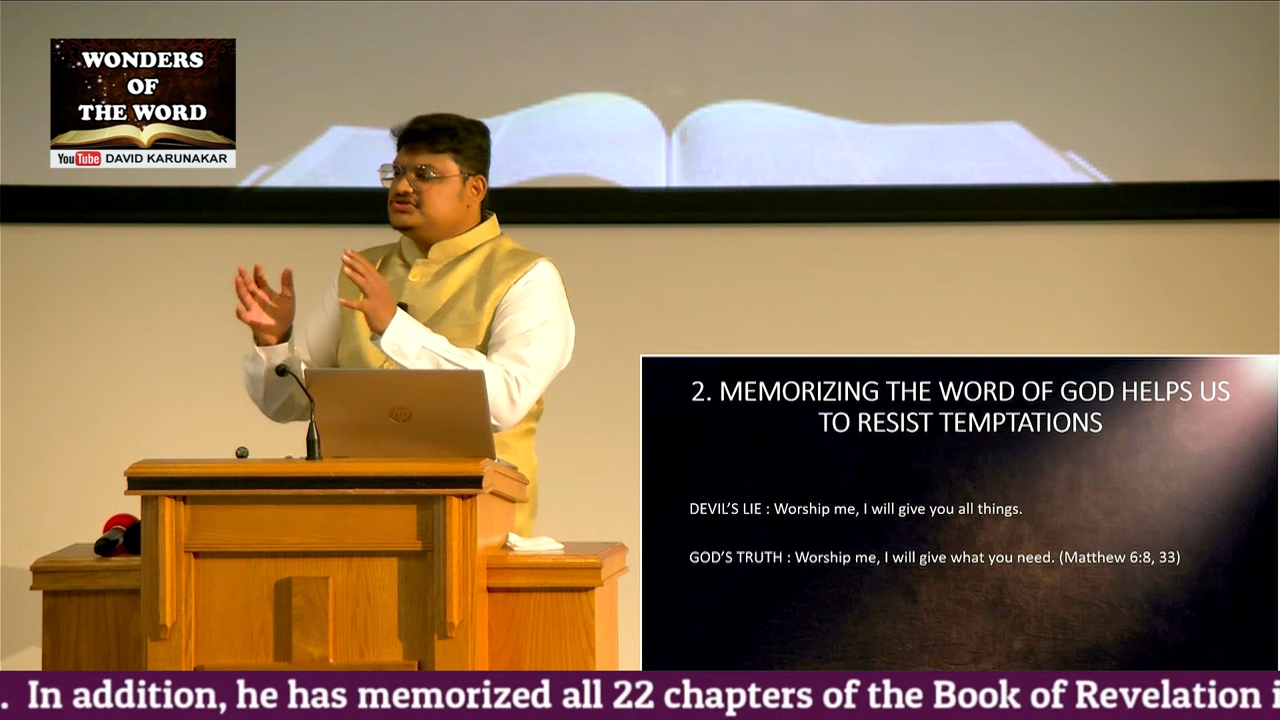 WONDERS
OF
THE WORD
YouTube DAVID KARUNAKAR
hp
2. MEMORIZING THE WORD OF GOD HELPS US
TO RESIST TEMPTATIONS
DEVIL'S LIE : Worship me, I will give you all things.
GOD'S TRUTH : Worship me, I will give what you need. (Matthew 6:8, 33)
. In addition, he has memorized all 22 chapters of the Book of Revelation i